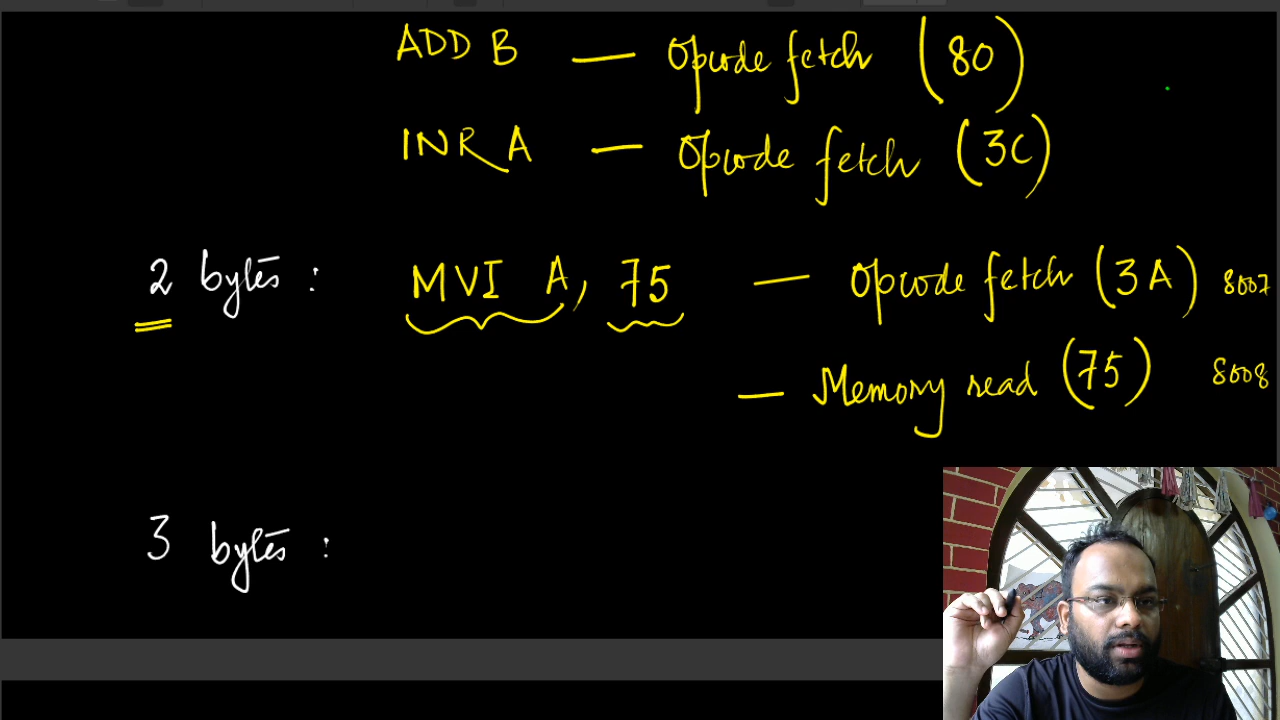 ADD B — Opcode fetch (80)
INR A — Opcode fetch (3C)
2 bytes : MVI A, 75 — Opcode fetch (3A) 8007
— Memory read (75) 8008
3 bytes :